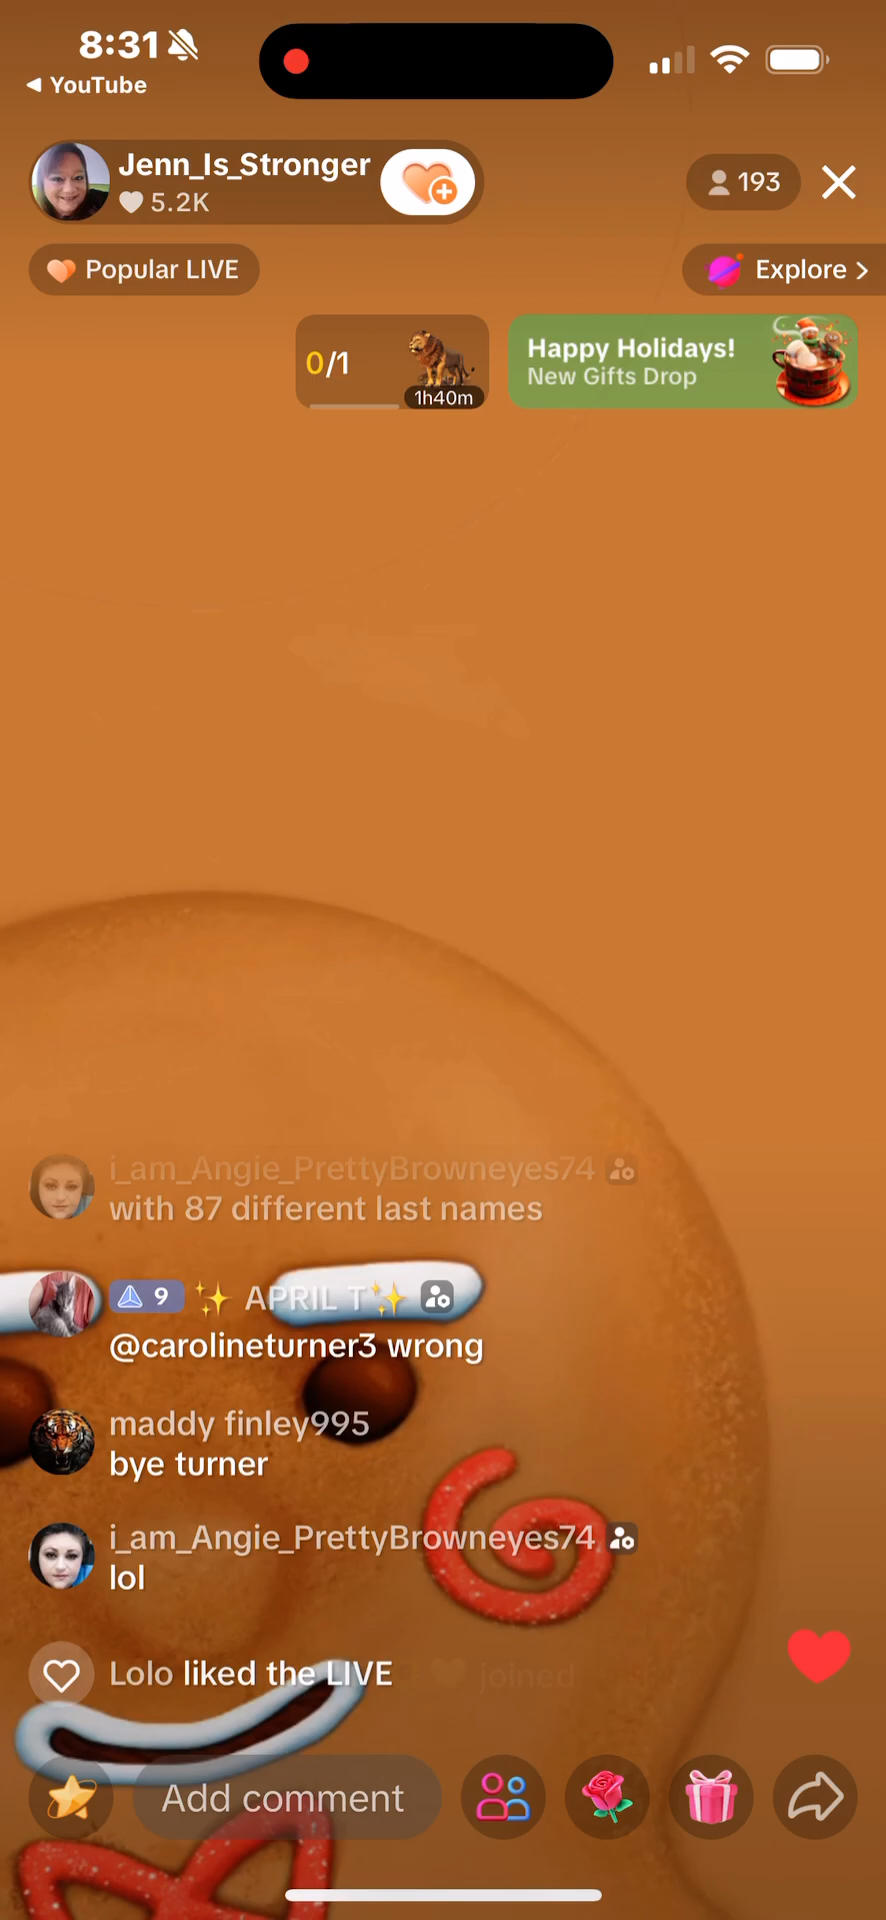 8:31
YouTube
Jenn_Is_Stronger
5.2K
193
Popular LIVE
Explore >
0/1
1h40m
Happy Holidays!
New Gifts Drop
i_am_Angie_PrettyBrowneyes74
with 87 different last names
9 ✨ APRIL T✨
@carolineturner3 wrong
maddy finley995
bye turner
i_am_Angie_PrettyBrowneyes74
lol
Lolo liked the LIVE
joined
Add comment